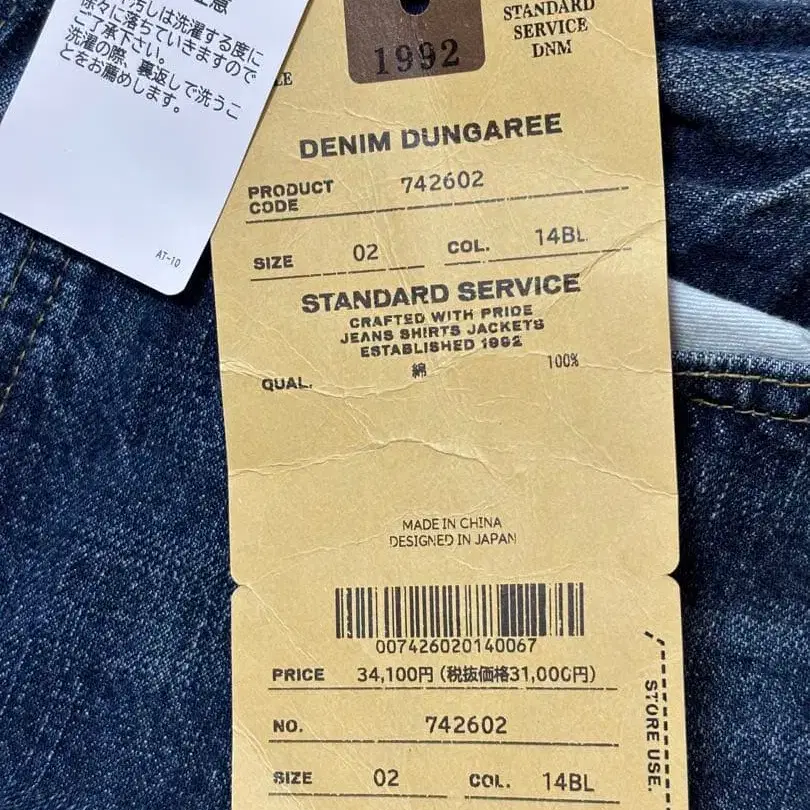 意
汚しは洗濯する度に
徐々に落ちていきますので
ご了承下さい。
洗濯の際、裏返しで洗うこ
とをお薦めします。
AT-10
1992
STANDARD
SERVICE
DNM
DENIM DUNGAREE
PRODUCT CODE 742602
SIZE 02 COL. 14BL
STANDARD SERVICE
CRAFTED WITH PRIDE
JEANS SHIRTS JACKETS
ESTABLISHED 1992
QUAL. 綿 100%
MADE IN CHINA
DESIGNED IN JAPAN
007426020140067
PRICE 34,100円(税抜価格31,000円)
NO. 742602
SIZE 02 COL. 14BL
STORE USE.